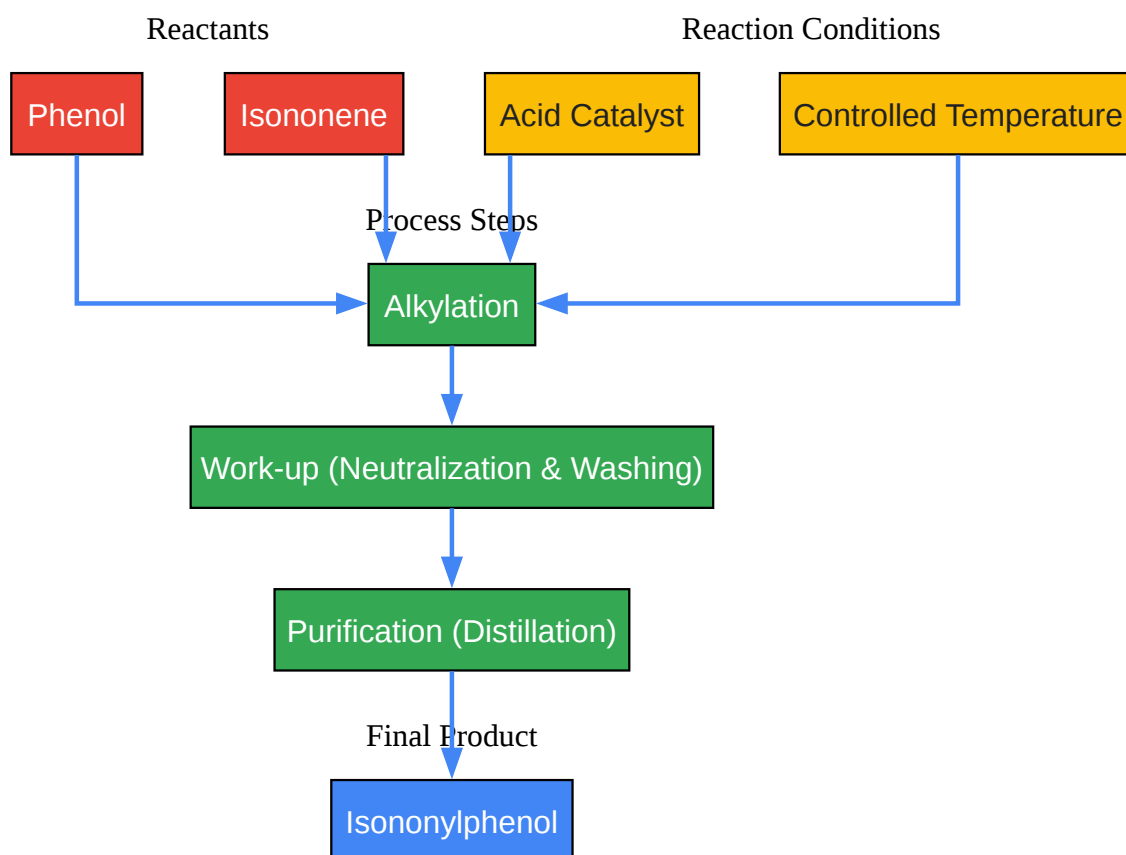 Reactants
Reaction Conditions
Phenol
Isononene
Acid Catalyst
Controlled Temperature
Process Steps
Alkylation
Work-up (Neutralization & Washing)
Purification (Distillation)
Final Product
Isononylphenol